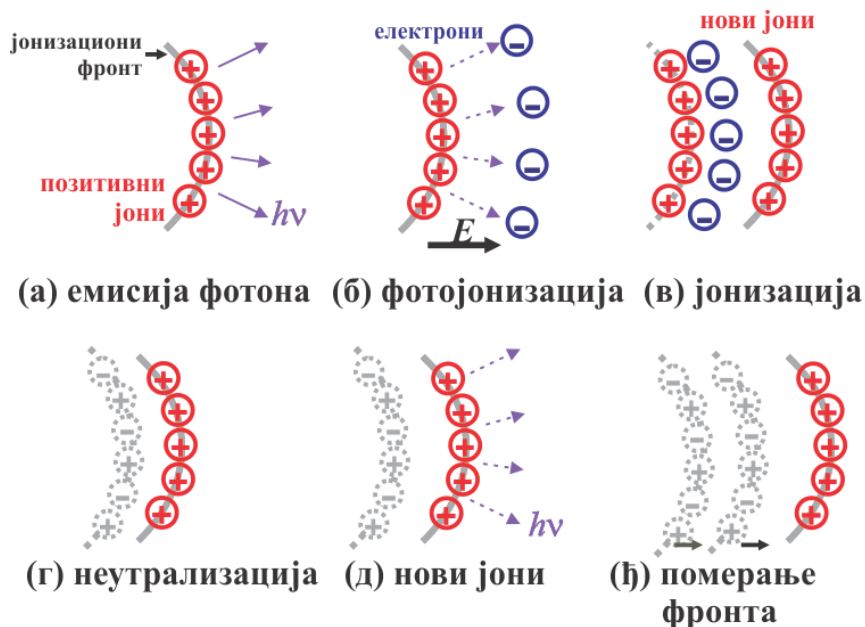 јонизациони
фронт
позитивни
јони
hν
електрони
E
нови јони
(а) емисија фотона
(б) фотојонизација
(в) јонизација
hν
(г) неутрализација
(д) нови јони
(ђ) померање
фронта